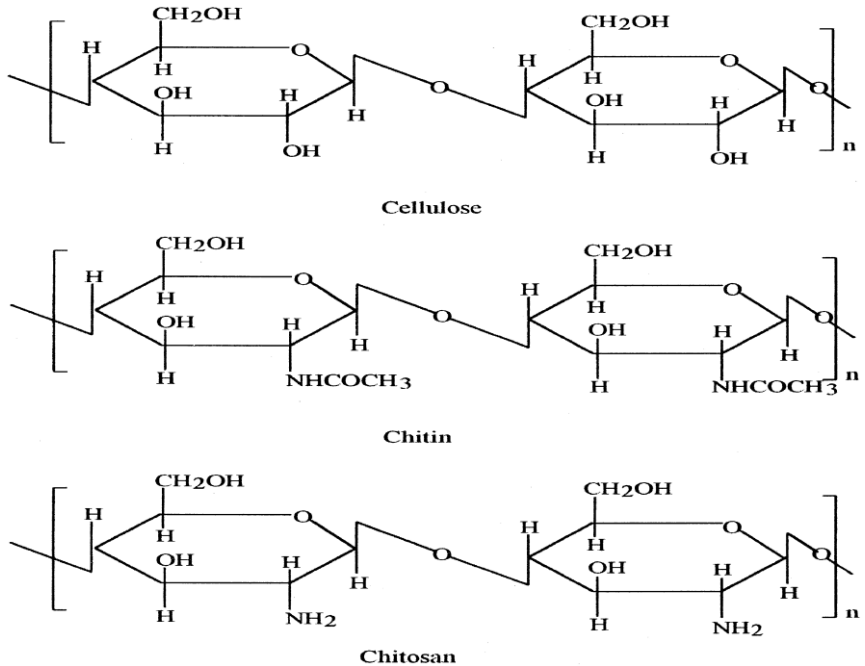 CH2OH CH2OH
H O H O
H O H O
OH H OH H
H H
H OH H OH n
Cellulose
CH2OH CH2OH
H O H O
H O H O
OH H OH H
H H
H NHCOCH3 H NHCOCH3 n
Chitin
CH2OH CH2OH
H O H O
H O H O
OH H OH H
H H
H NH2 H NH2 n
Chitosan